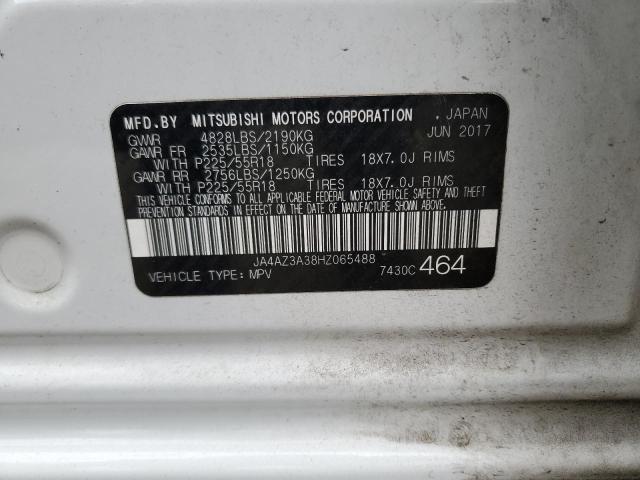 MFD.BY MITSUBISHI MOTORS CORPORATION , JAPAN
GVWR 4828LBS/2190KG JUN 2017
GAWR FR 2535LBS/1150KG
WITH P225/55R18 TIRES 18X7.0J RIMS
GAWR RR 2756LBS/1250KG
WITH P225/55R18 TIRES 18X7.0J RIMS
THIS VEHICLE CONFORMS TO ALL APPLICABLE FEDERAL MOTOR VEHICLE SAFETY AND THEFT
PREVENTION STANDARDS IN EFFECT ON THE DATE OF MANUFACTURE SHOWN ABOVE.
JA4AZ3A38HZ065488
VEHICLE TYPE: MPV 7430C 464